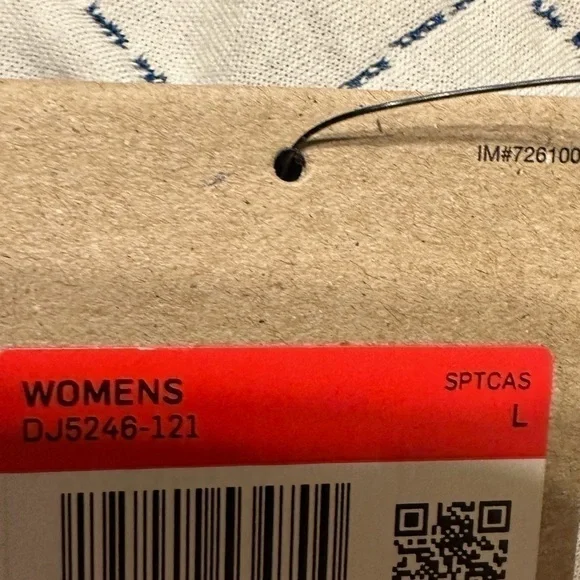 IM#726100
WOMENS
SPTCAS
DJ5246-121
L